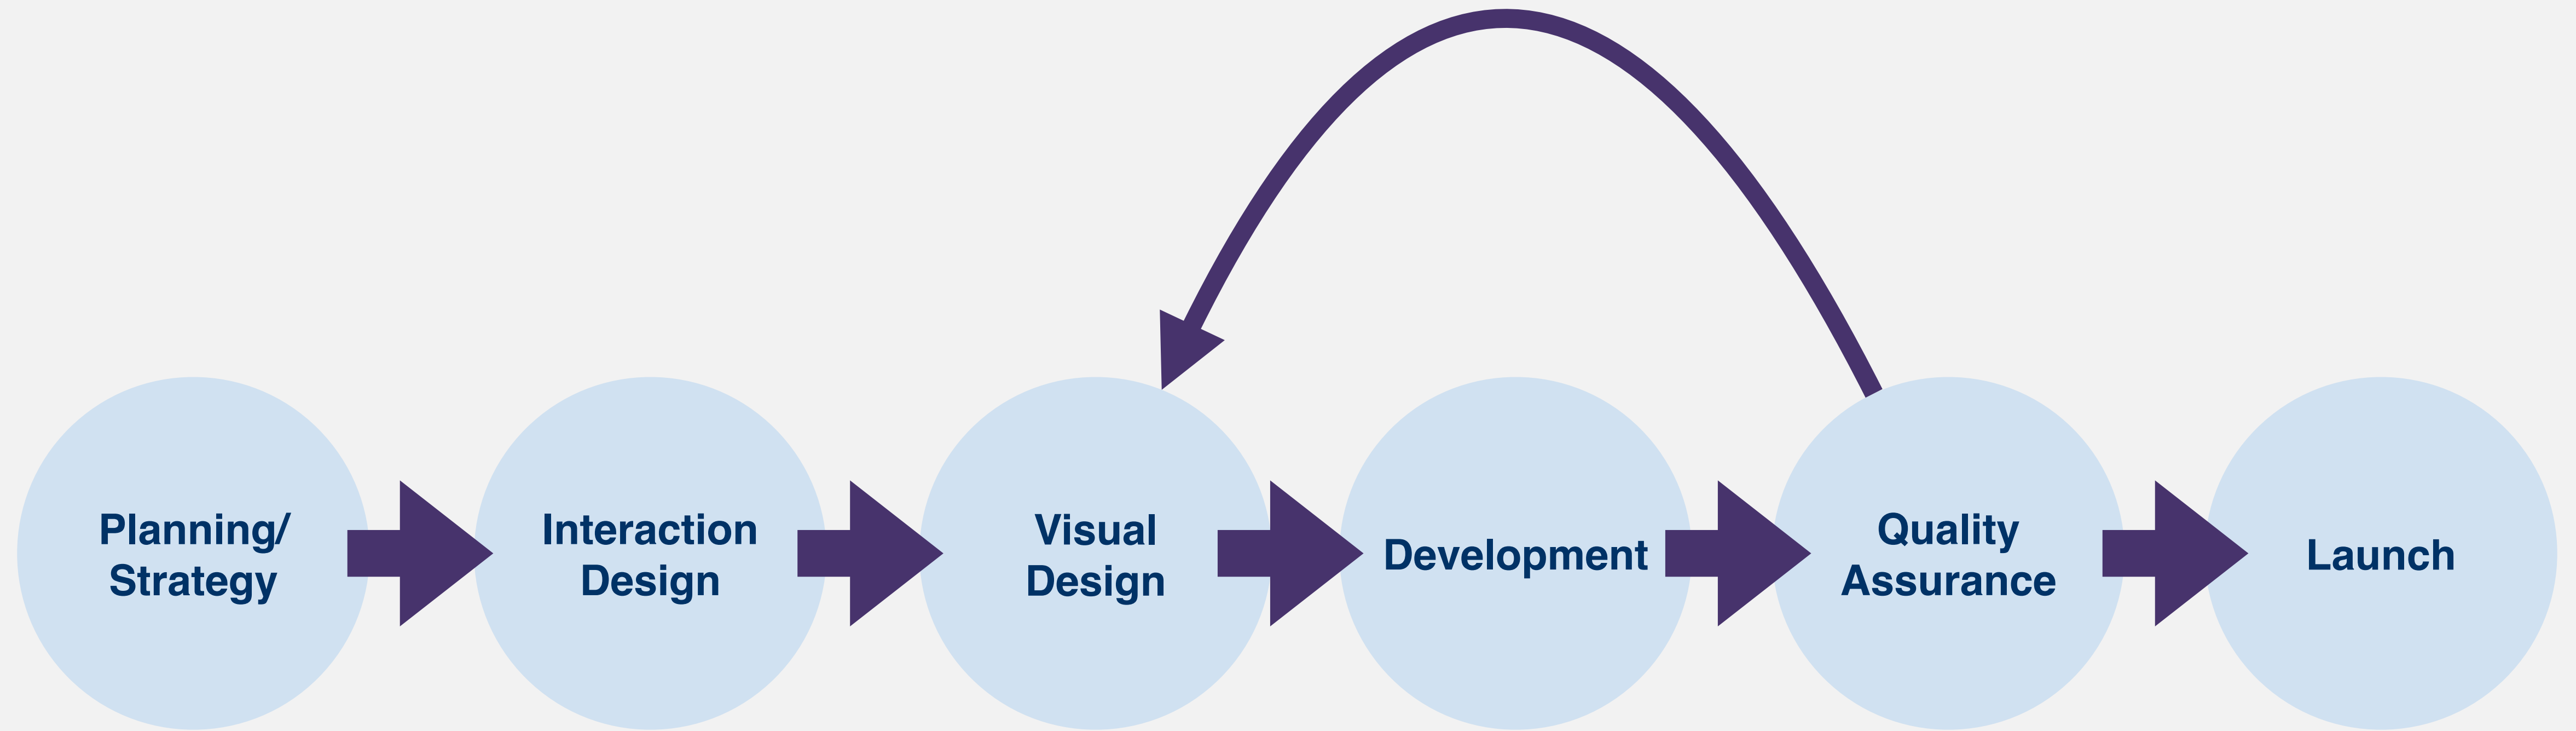 Planning/
Strategy
Interaction
Design
Visual
Design
Development
Quality
Assurance
Launch